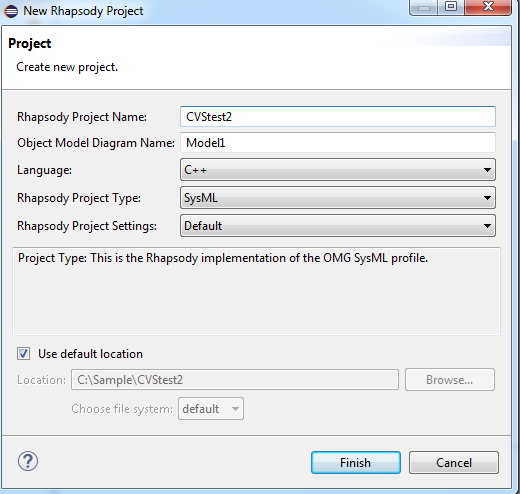 New Rhapsody Project
Project
Create new project.
Rhapsody Project Name: CVStest2
Object Model Diagram Name: Model1
Language: C++
Rhapsody Project Type: SysML
Rhapsody Project Settings: Default
Project Type: This is the Rhapsody implementation of the OMG SysML profile.
Use default location
Location: C:\Sample\CVStest2 Browse...
Choose file system: default
? Finish Cancel